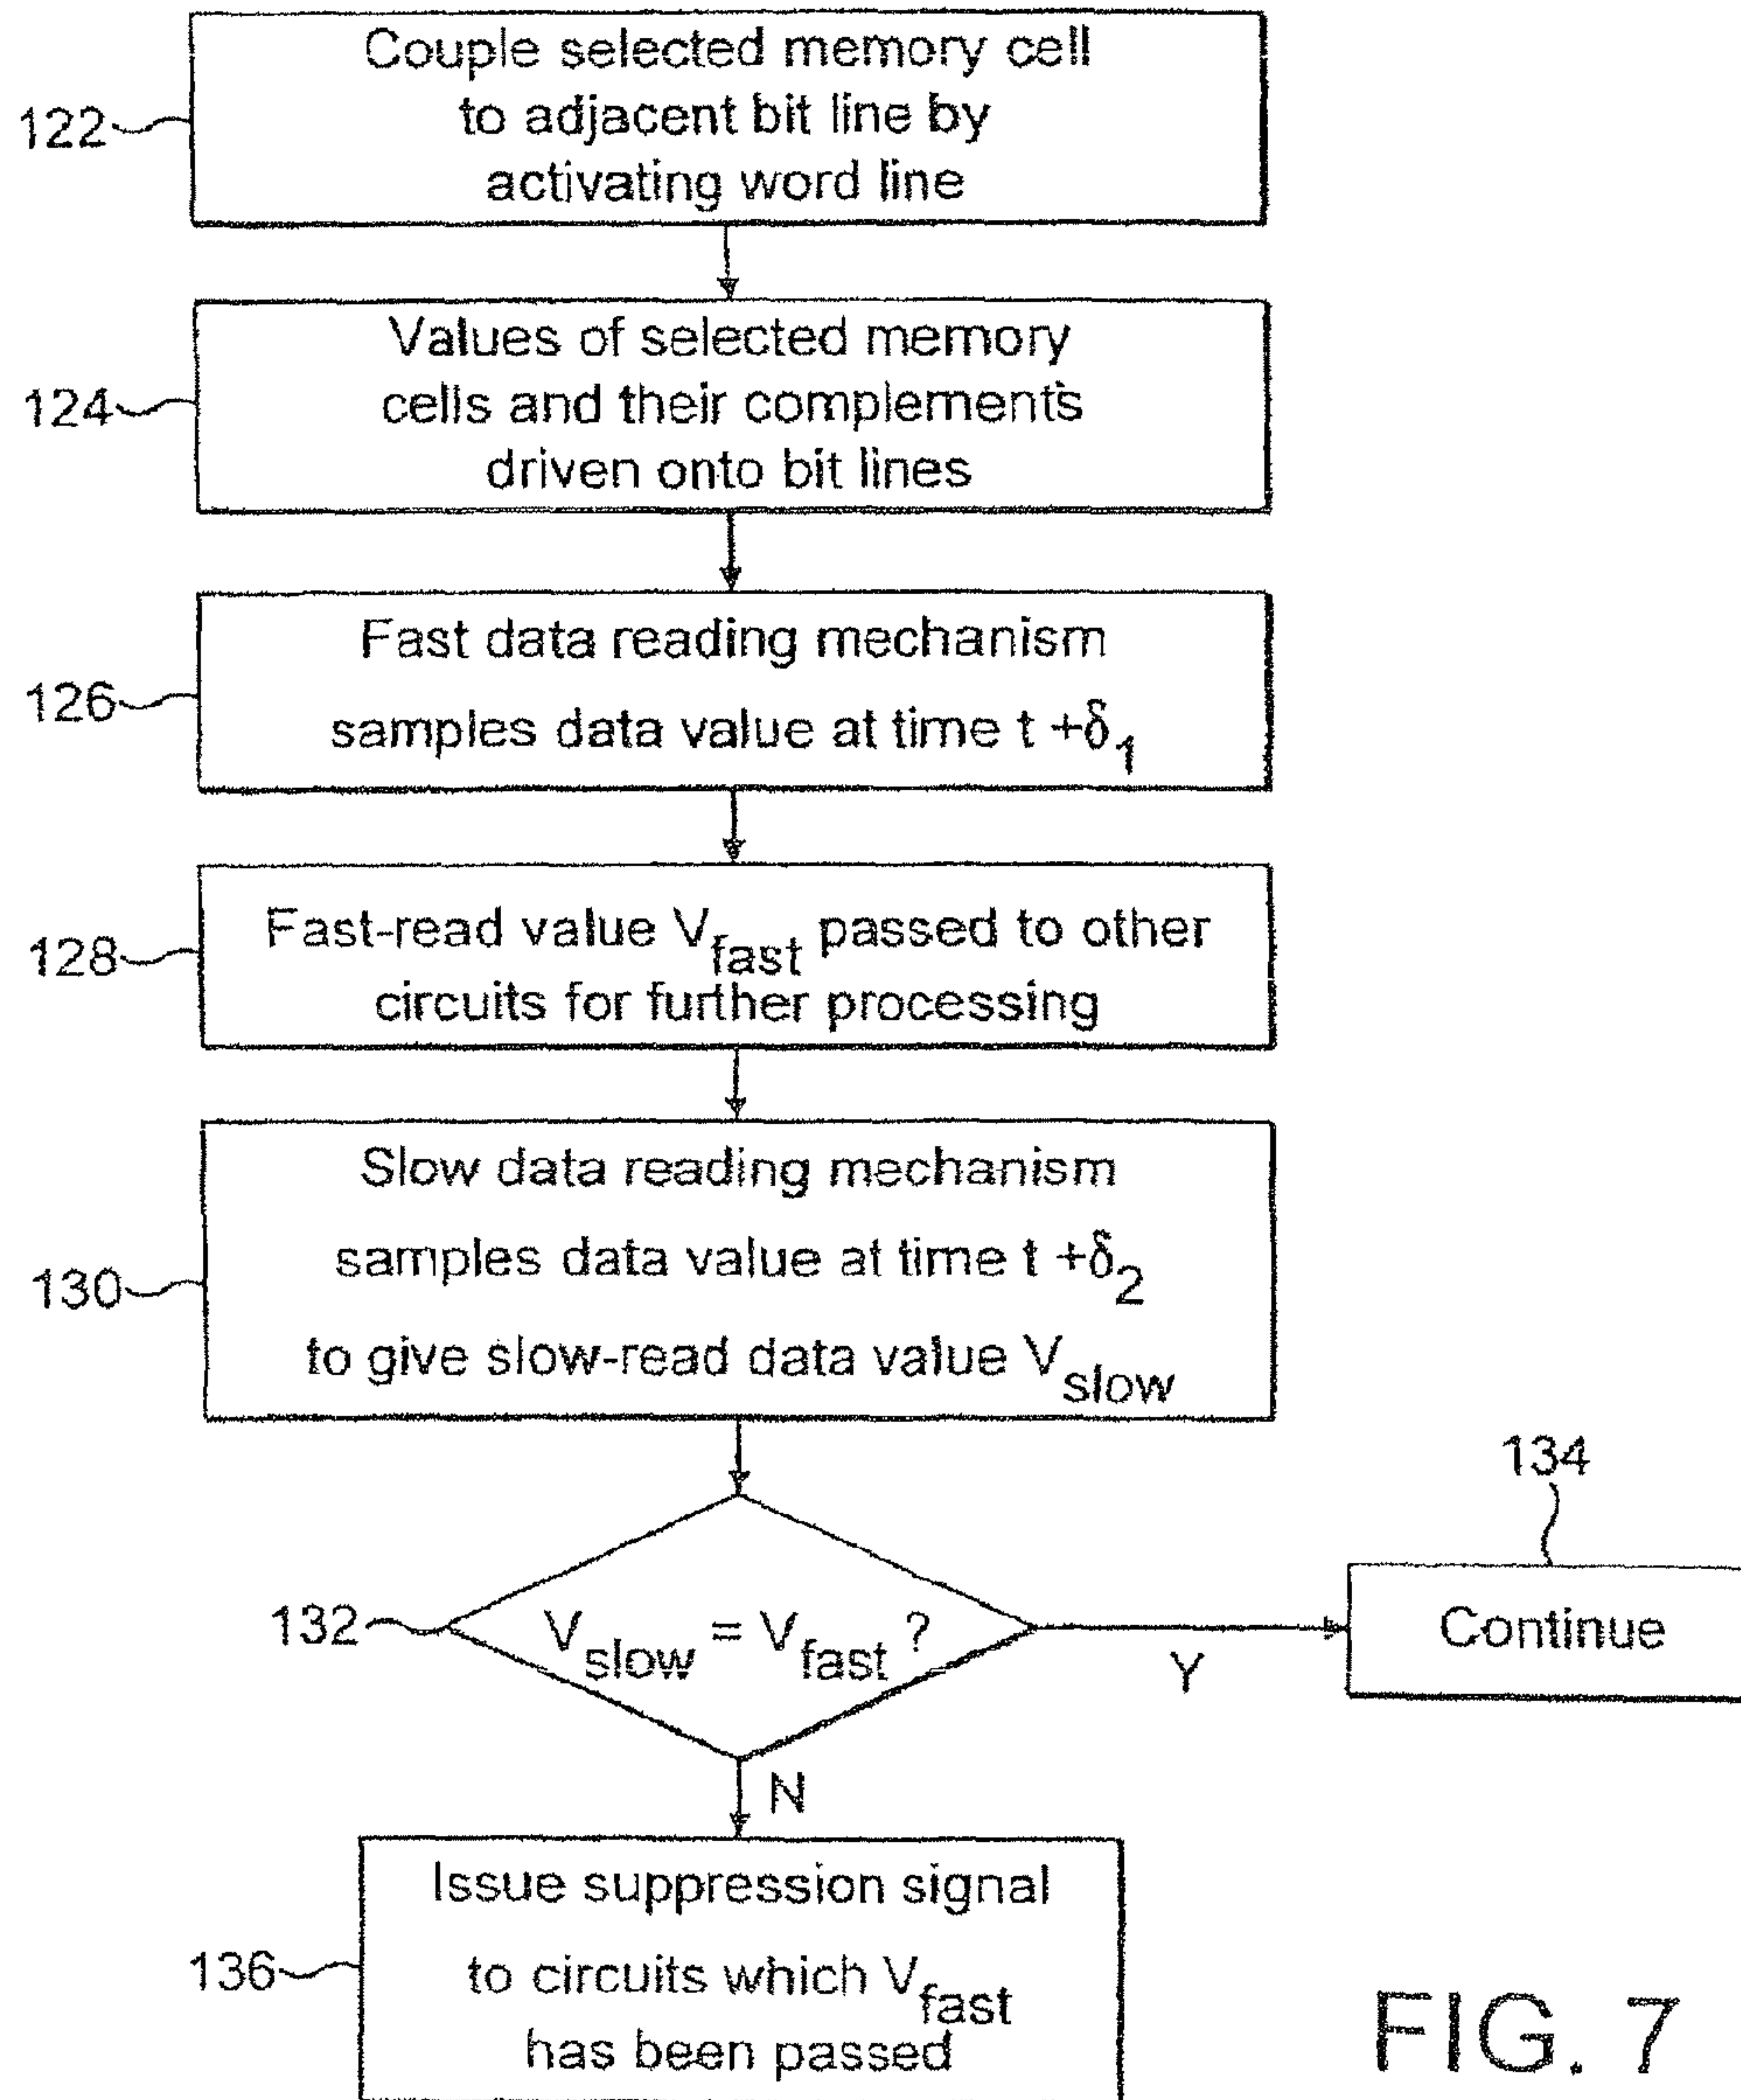 122
Couple selected memory cell
to adjacent bit line by
activating word line
124
Values of selected memory
cells and their complements
driven onto bit lines
126
Fast data reading mechanism
samples data value at time t +δ1
128
Fast-read value Vfast passed to other
circuits for further processing
130
Slow data reading mechanism
samples data value at time t +δ2
to give slow-read data value Vslow
132
Vslow = Vfast ?
Y
134
Continue
N
136
Issue suppression signal
to circuits which Vfast
has been passed
FIG. 7